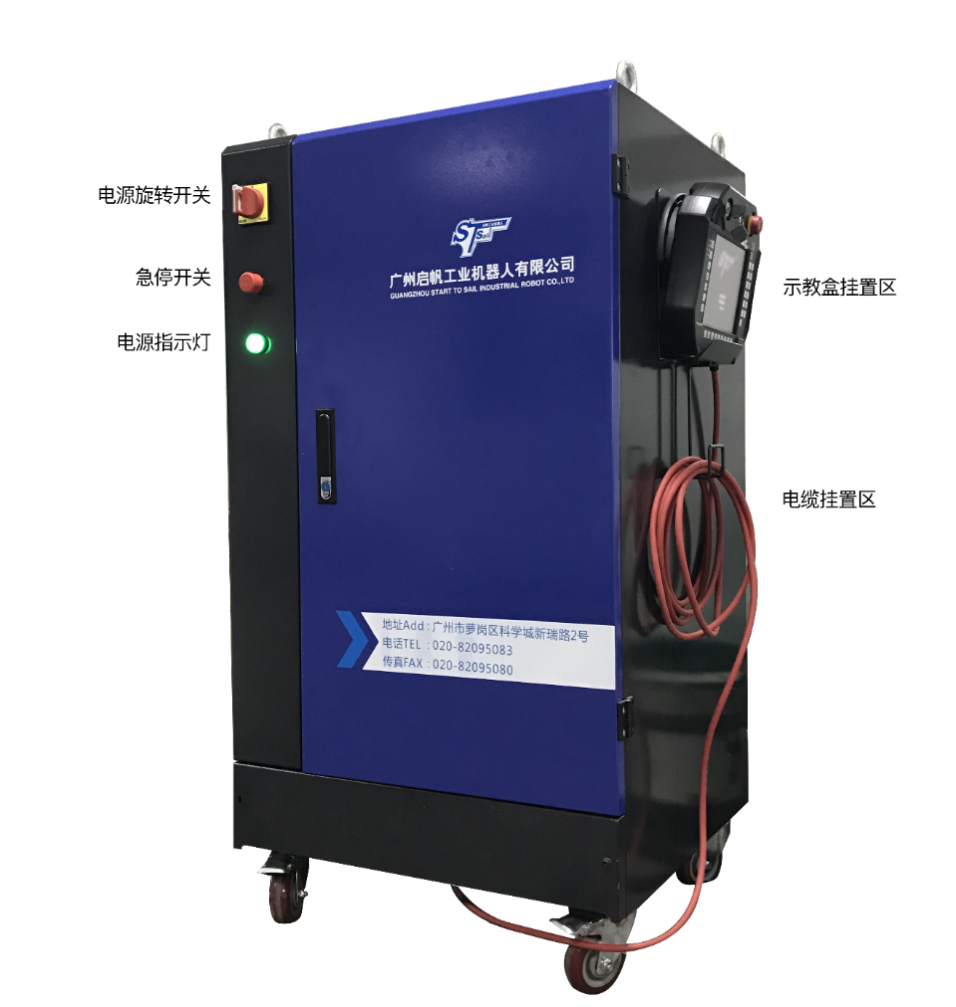 电源旋转开关
急停开关
电源指示灯
广州启帆工业机器人有限公司
GUANGZHOU START TO SAIL INDUSTRIAL ROBOT CO.,LTD
示教盒挂置区
电缆挂置区
地址Add : 广州市萝岗区科学城新瑞路2号
电话TEL : 020-82095083
传真FAX : 020-82095080